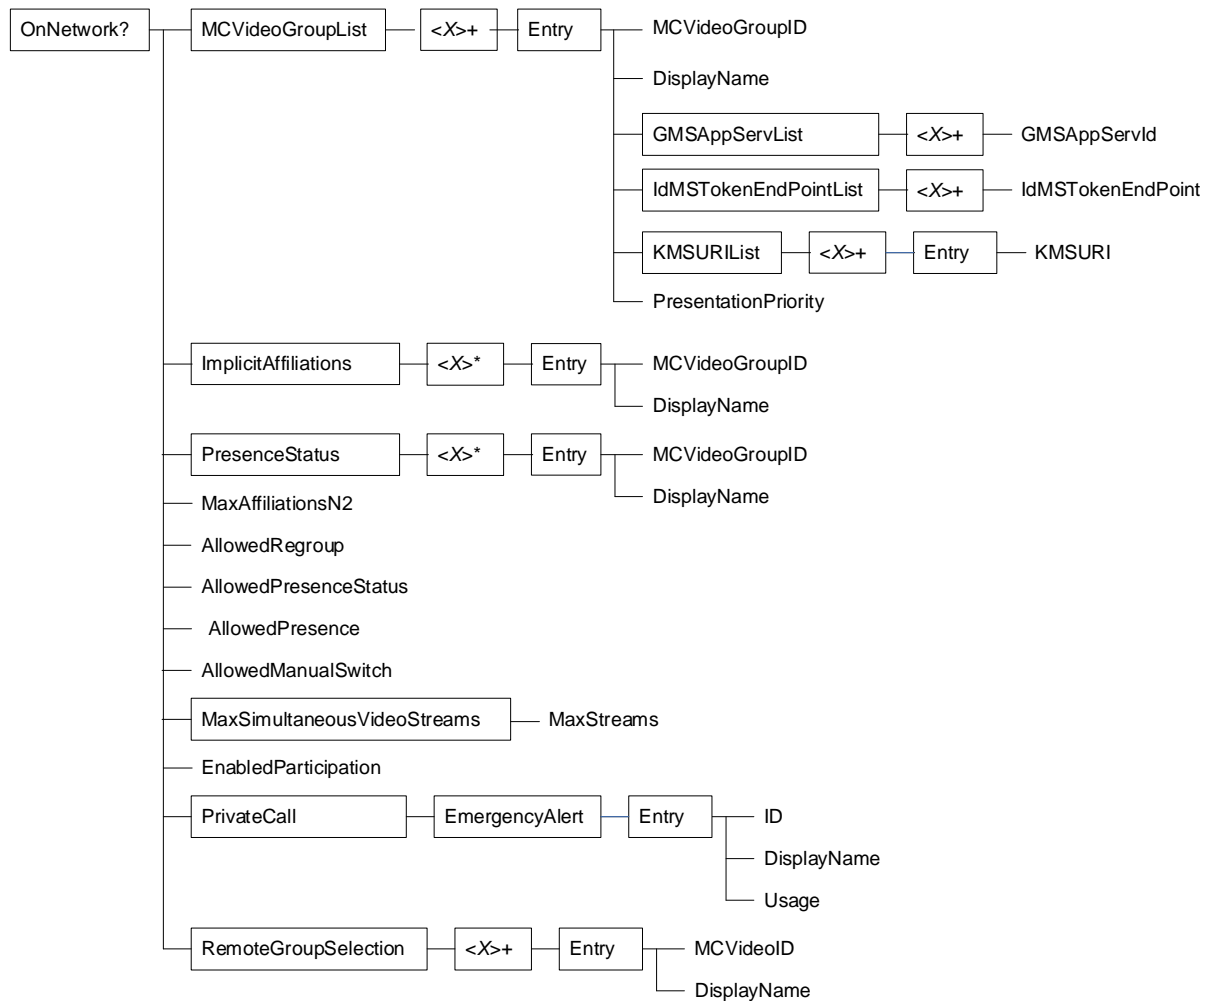 OnNetwork? MCVideoGroupList <X>+ Entry MCVideoGroupID
DisplayName
GMSAppServList <X>+ GMSAppServId
IdMSTokenEndPointList <X>+ IdMSTokenEndPoint
KMSURIList <X>+ Entry KMSURI
PresentationPriority
ImplicitAffiliations <X>* Entry MCVideoGroupID
DisplayName
PresenceStatus <X>* Entry MCVideoGroupID
DisplayName
MaxAffiliationsN2
AllowedRegroup
AllowedPresenceStatus
AllowedPresence
AllowedManualSwitch
MaxSimultaneousVideoStreams MaxStreams
EnabledParticipation
PrivateCall EmergencyAlert Entry ID
DisplayName
Usage
RemoteGroupSelection <X>+ Entry MCVideoID
DisplayName